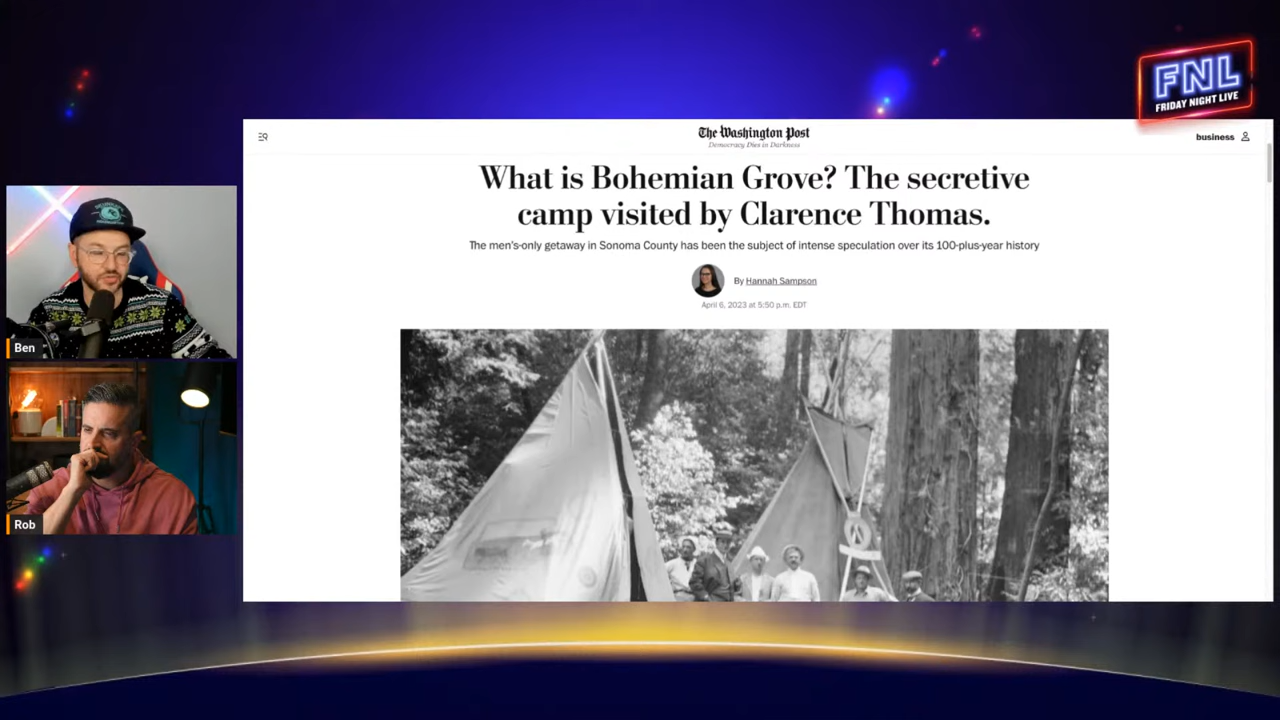 FNL
FRIDAY NIGHT LIVE
The Washington Post
Democracy Dies in Darkness
business
What is Bohemian Grove? The secretive
camp visited by Clarence Thomas.
The men's-only getaway in Sonoma County has been the subject of intense speculation over its 100-plus-year history
By Hannah Sampson
April 6, 2023 at 5:50 p.m. EDT
Ben
Rob